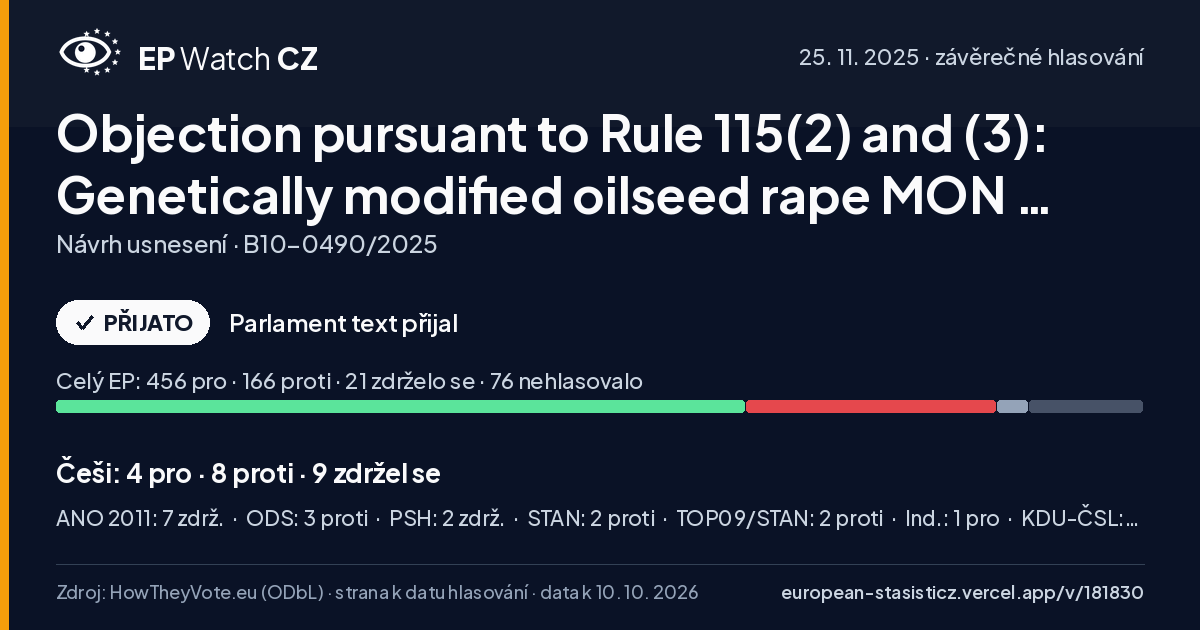 EP Watch CZ
25. 11. 2025 · závěrečné hlasování
Objection pursuant to Rule 115(2) and (3):
Genetically modified oilseed rape MON …
Návrh usnesení · B10-0490/2025
✓ PŘIJATO
Parlament text přijal
Celý EP: 456 pro · 166 proti · 21 zdrželo se · 76 nehlasovalo
Češi: 4 pro · 8 proti · 9 zdržel se
ANO 2011: 7 zdrž. · ODS: 3 proti · PSH: 2 zdrž. · STAN: 2 proti · TOP09/STAN: 2 proti · Ind.: 1 pro · KDU-ČSL:…
Zdroj: HowTheyVote.eu (ODbL) · strana k datu hlasování · data k 10. 10. 2026
european-stasisticz.vercel.app/v/181830